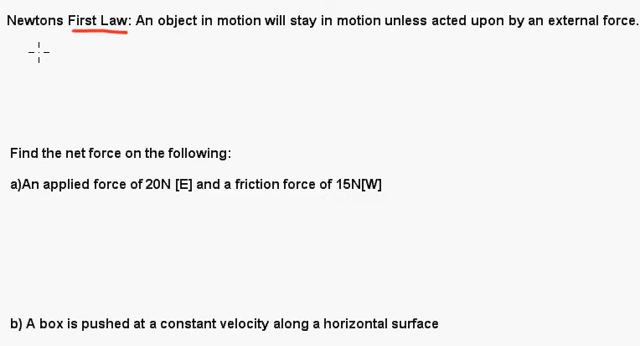 Newtons First Law: An object in motion will stay in motion unless acted upon by an external force.
Find the net force on the following:
a)An applied force of 20N [E] and a friction force of 15N[W]
b) A box is pushed at a constant velocity along a horizontal surface